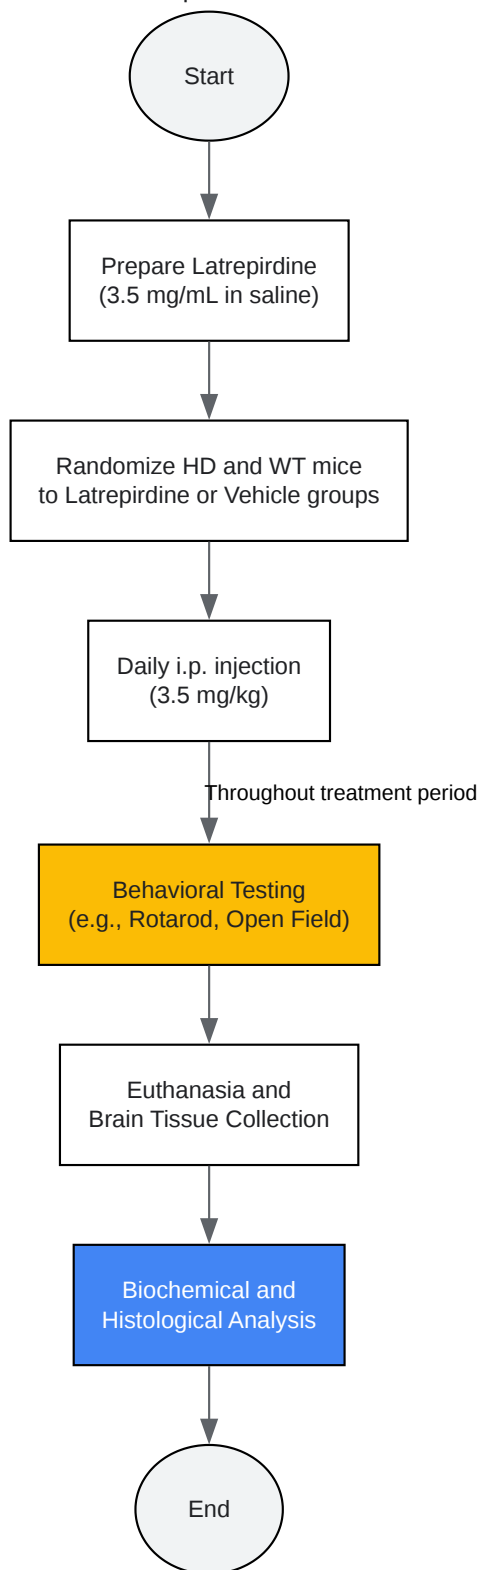 Start
Prepare Latrepirdine
(3.5 mg/mL in saline)
Randomize HD and WT mice
to Latrepirdine or Vehicle groups
Daily i.p. injection
(3.5 mg/kg)
Throughout treatment period
Behavioral Testing
(e.g., Rotarod, Open Field)
Euthanasia and
Brain Tissue Collection
Biochemical and
Histological Analysis
End